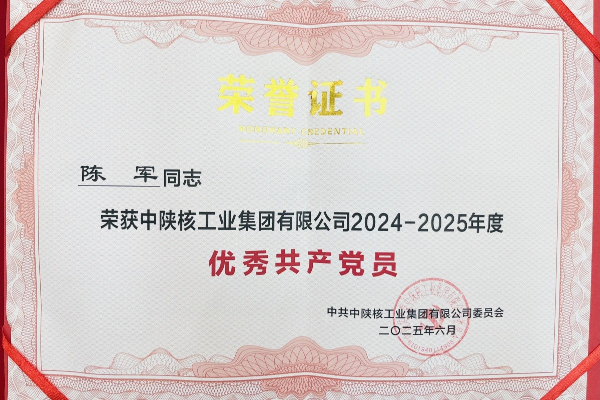 荣誉证书
陈 军同志
荣获中陕核工业集团有限公司2024-2025年度
优秀共产党员
中共中陕核工业集团有限公司委员会
二〇二五年六月